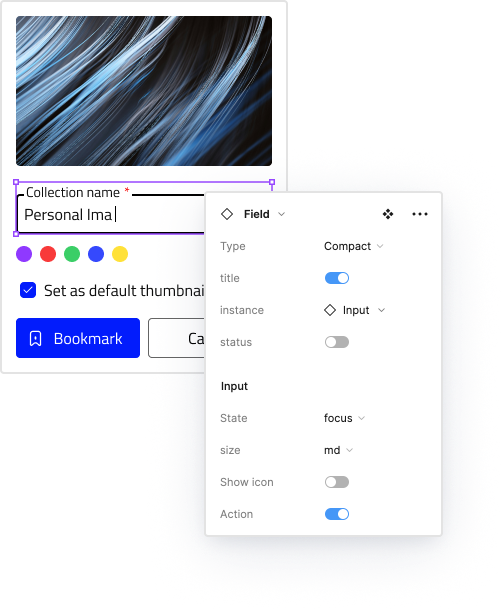 Collection name *
Personal Ima
Set as default thumbnai
Bookmark
Ca
Field
Type Compact
title
instance Input
status
Input
State focus
size md
Show icon
Action